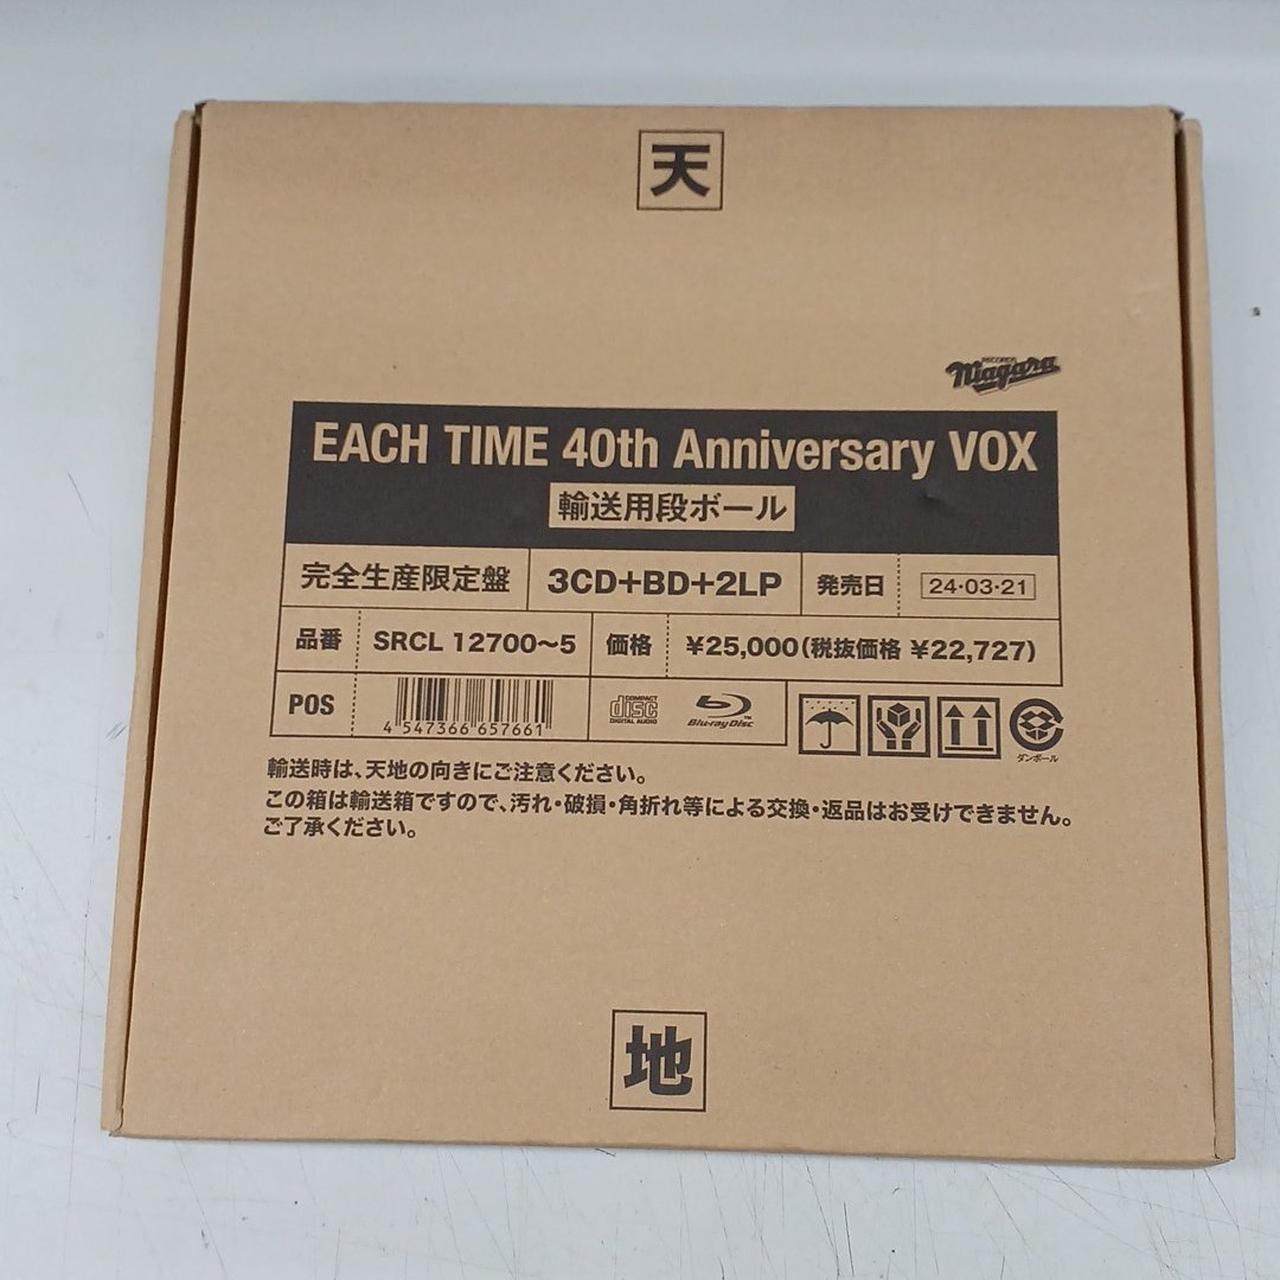 天
RECORDS
Niagara
EACH TIME 40th Anniversary VOX
輸送用段ボール
完全生産限定盤 3CD+BD+2LP 発売日 24·03·21
品番 SRCL 12700〜5 価格 ¥25,000(税抜価格 ¥22,727)
POS 4 547366 657661 COMPACT disc DIGITAL AUDIO Blu-ray Disc™
ダンボール
輸送時は、天地の向きにご注意ください。
この箱は輸送箱ですので、汚れ・破損・角折れ等による交換・返品はお受けできません。
ご了承ください。
地